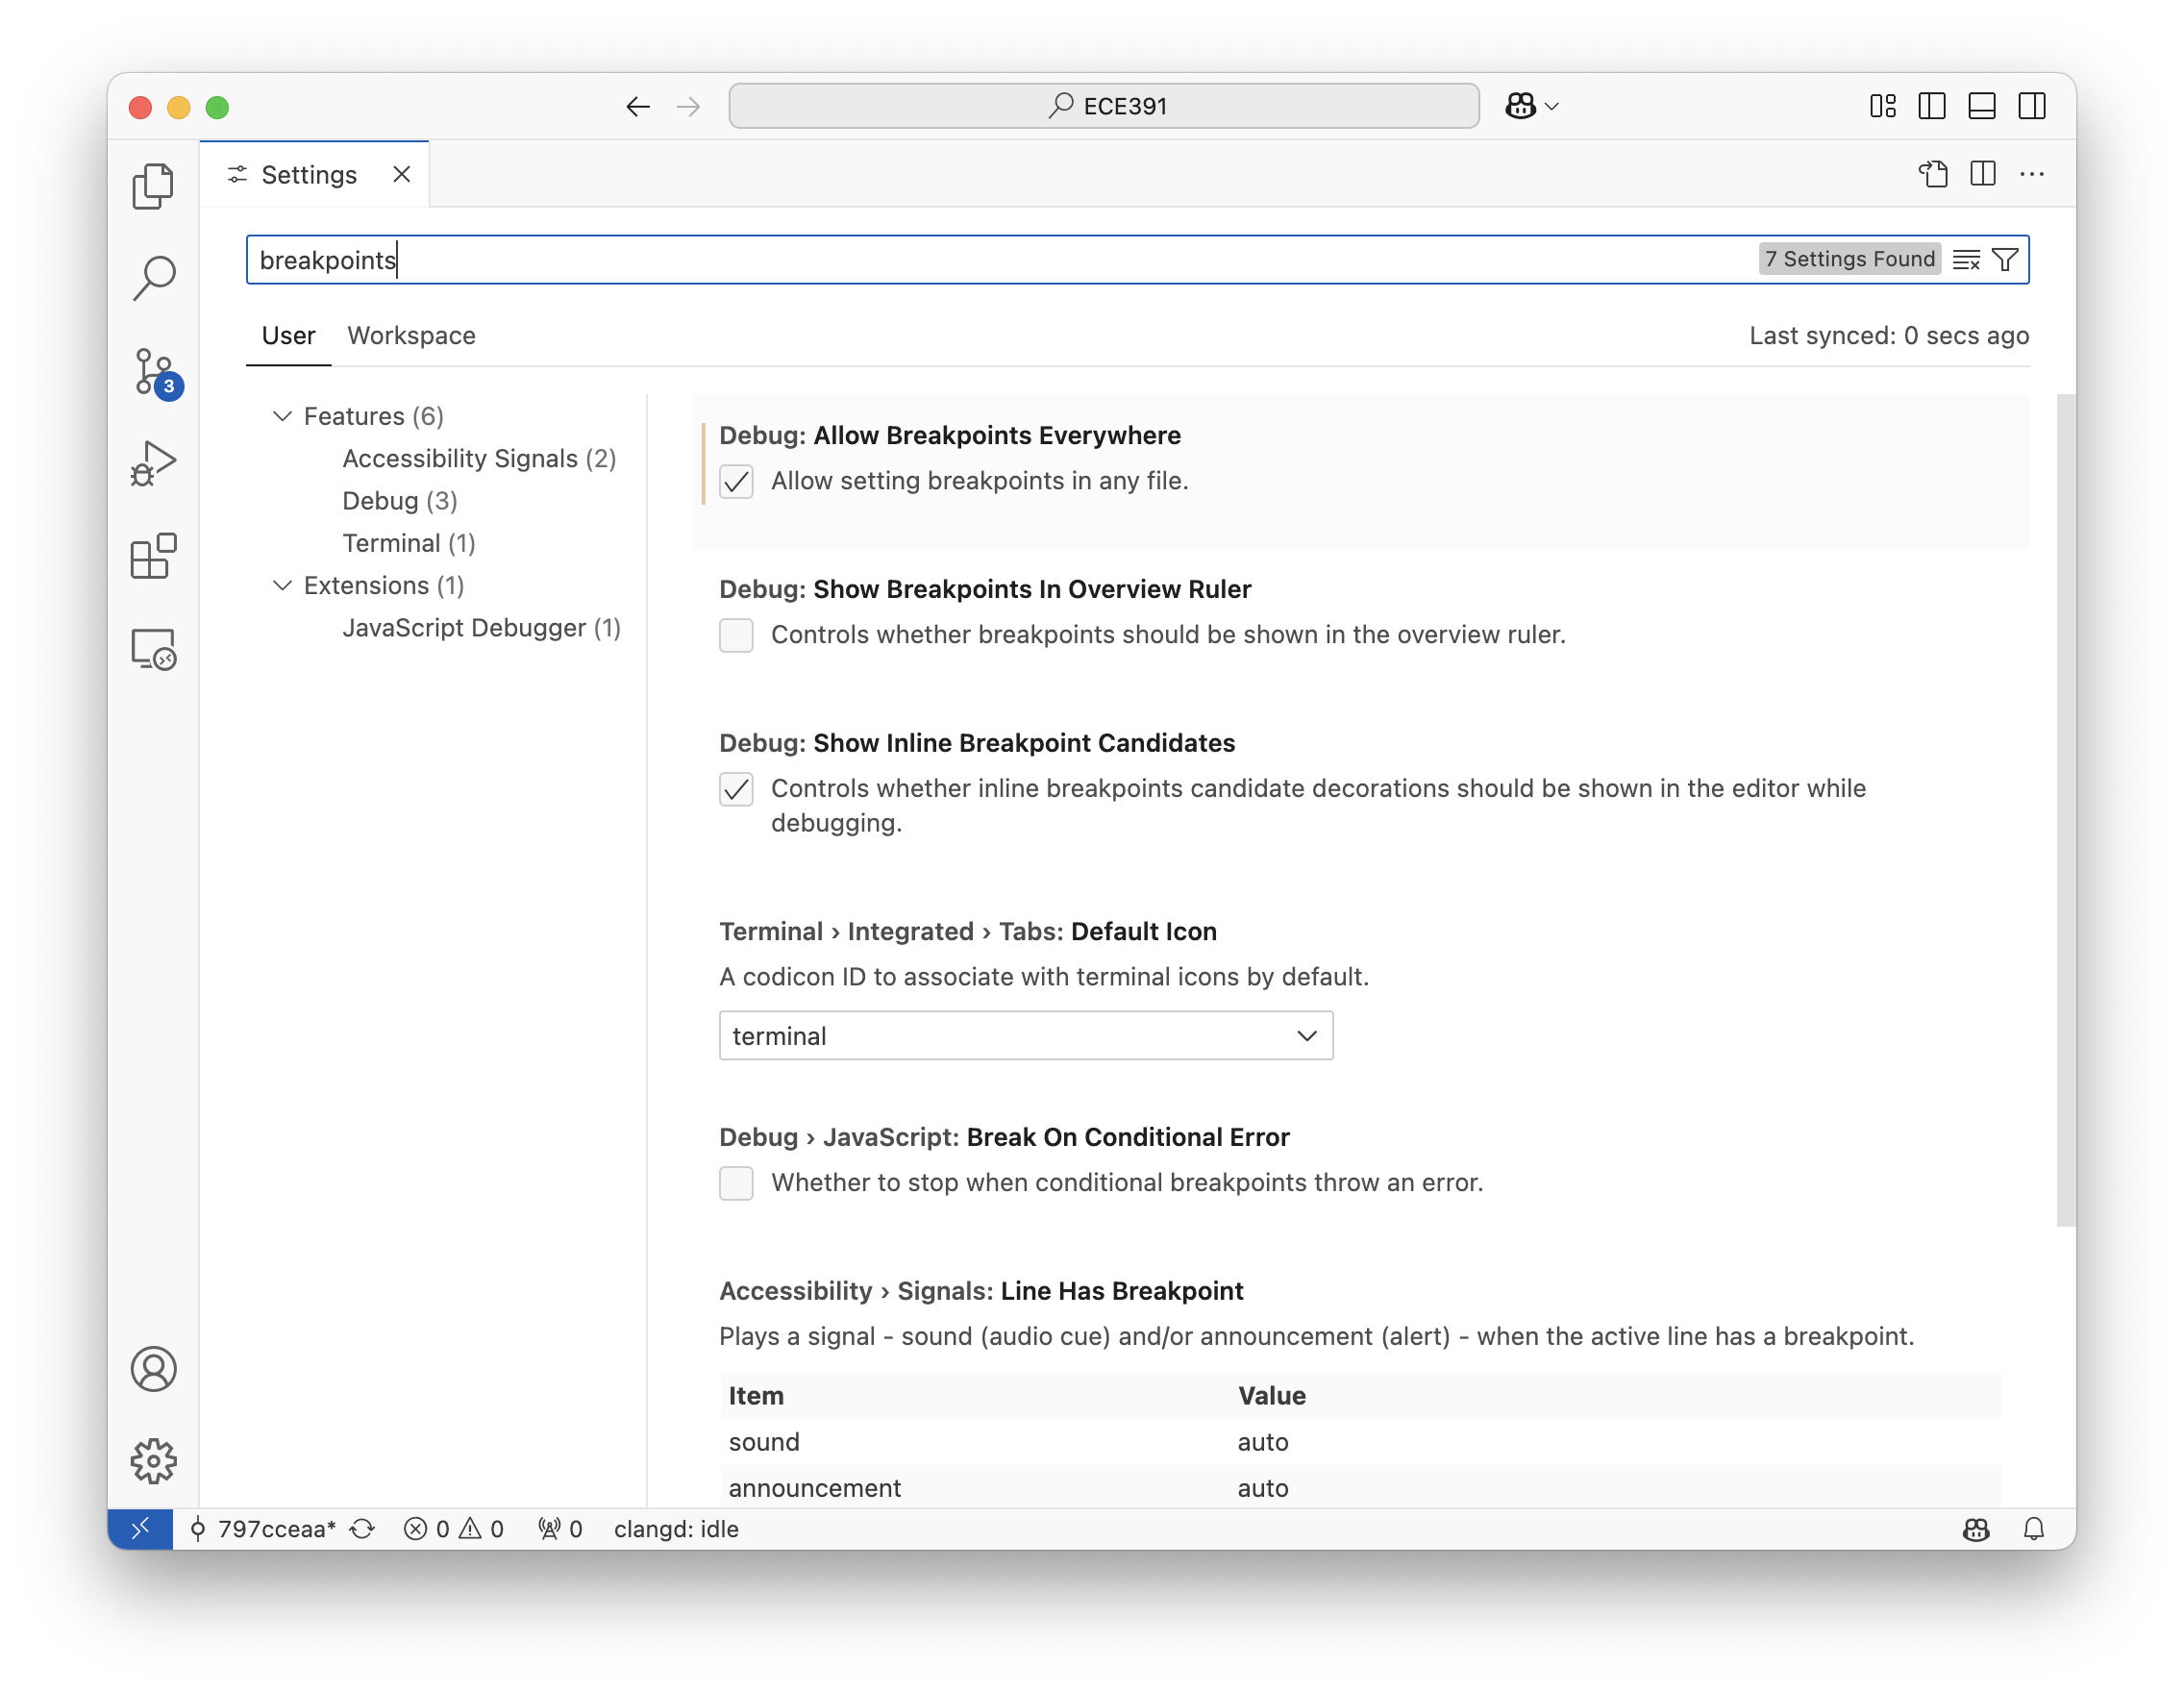 ECE391
Settings
breakpoints
7 Settings Found
User Workspace
Last synced: 0 secs ago
Features (6)
Accessibility Signals (2)
Debug (3)
Terminal (1)
Extensions (1)
JavaScript Debugger (1)
3
Debug: Allow Breakpoints Everywhere
Allow setting breakpoints in any file.
Debug: Show Breakpoints In Overview Ruler
Controls whether breakpoints should be shown in the overview ruler.
Debug: Show Inline Breakpoint Candidates
Controls whether inline breakpoints candidate decorations should be shown in the editor while
debugging.
Terminal › Integrated › Tabs: Default Icon
A codicon ID to associate with terminal icons by default.
terminal
Debug › JavaScript: Break On Conditional Error
Whether to stop when conditional breakpoints throw an error.
Accessibility › Signals: Line Has Breakpoint
Plays a signal - sound (audio cue) and/or announcement (alert) - when the active line has a breakpoint.
Item Value
sound auto
announcement auto
797cceaa* 0 0 0 clangd: idle